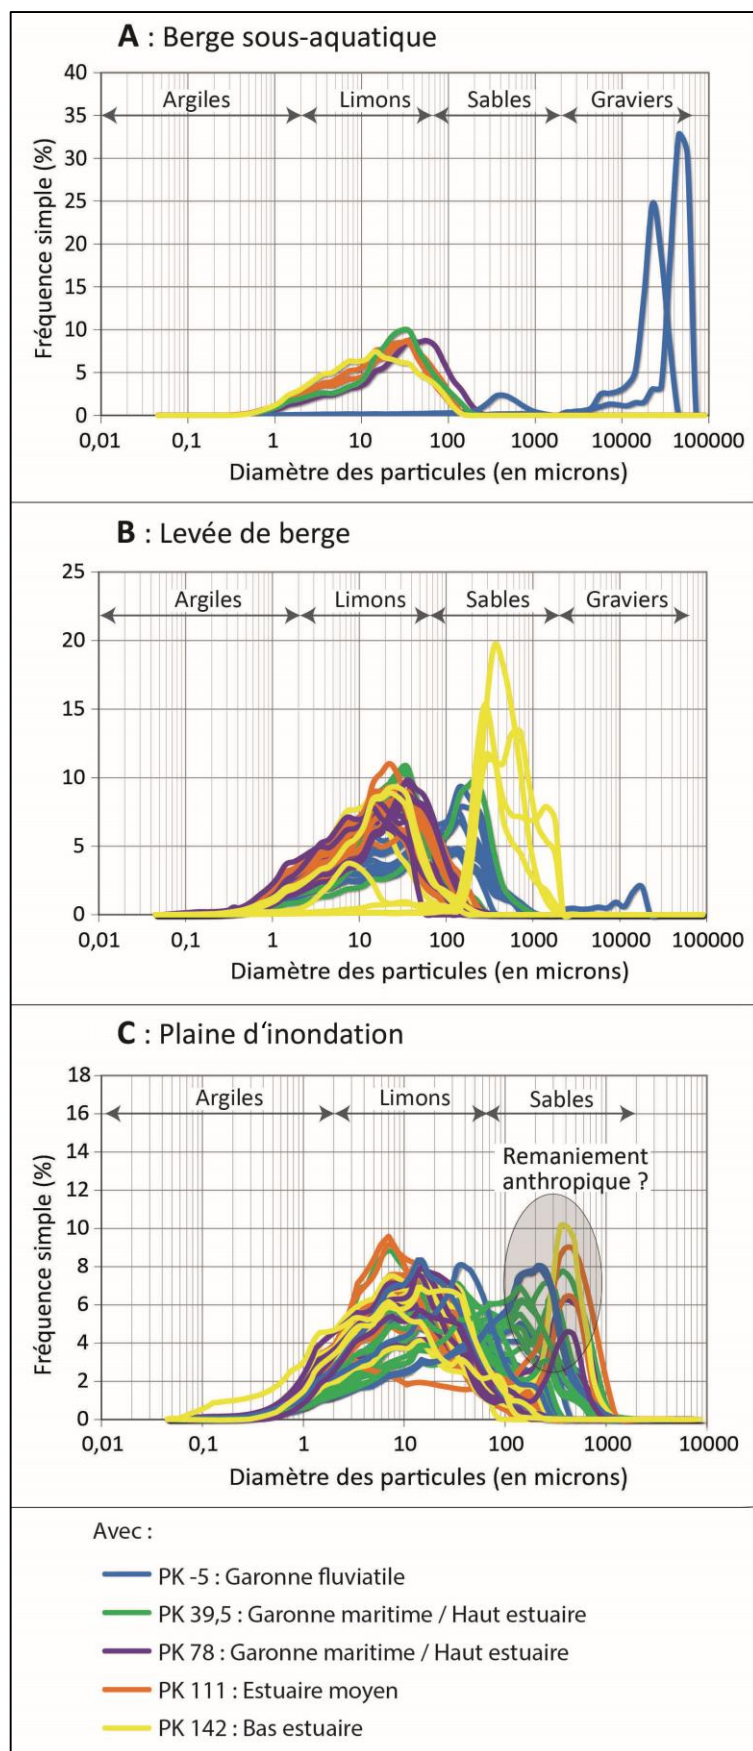 A : Berge sous-aquatique
40
35
30
25
20
15
10
5
0
Fréquence simple (%)
Argiles
Limons
Sables
Graviers
0,01 0,1 1 10 100 1000 10000 100000
Diamètre des particules (en microns)
B : Levée de berge
25
20
15
10
5
0
Fréquence simple (%)
Argiles
Limons
Sables
Graviers
0,01 0,1 1 10 100 1000 10000 100000
Diamètre des particules (en microns)
C : Plaine d‘inondation
18
16
14
12
10
8
6
4
2
0
Fréquence simple (%)
Argiles
Limons
Sables
Remaniement
anthropique ?
0,01 0,1 1 10 100 1000 10000
Diamètre des particules (en microns)
Avec :
PK -5 : Garonne fluviatile
PK 39,5 : Garonne maritime / Haut estuaire
PK 78 : Garonne maritime / Haut estuaire
PK 111 : Estuaire moyen
PK 142 : Bas estuaire